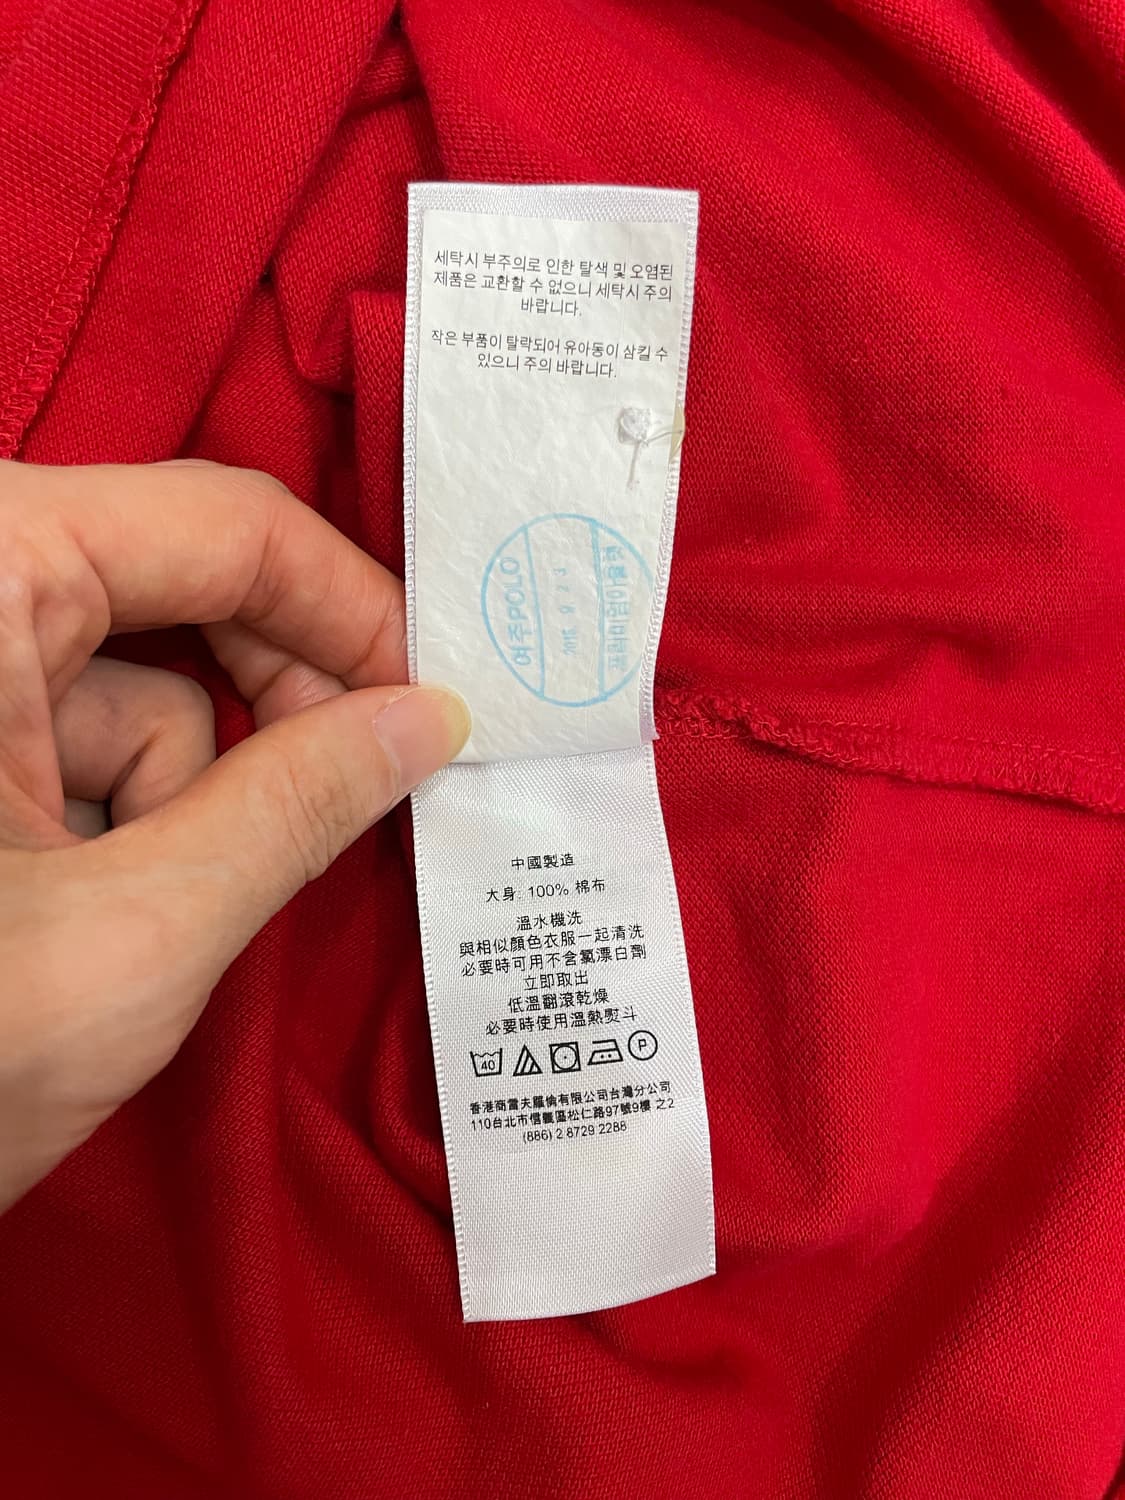 세탁시 부주의로 인한 탈색 및 오염된
제품은 교환할 수 없으니 세탁시 주의
바랍니다.
작은 부품이 탈락되어 유아동이 삼킬 수
있으니 주의 바랍니다.
여주POLO
프리미엄아울렛
中國製造
大身: 100% 棉布
溫水機洗
與相似顏色衣服一起清洗
必要時可用不含氯漂白劑
立即取出
低溫翻滾乾燥
必要時使用溫熱熨斗
40
P
香港商雷夫羅倫有限公司台灣分公司
110台北市信義區松仁路97號9樓 之2
(886) 2 8729 2288